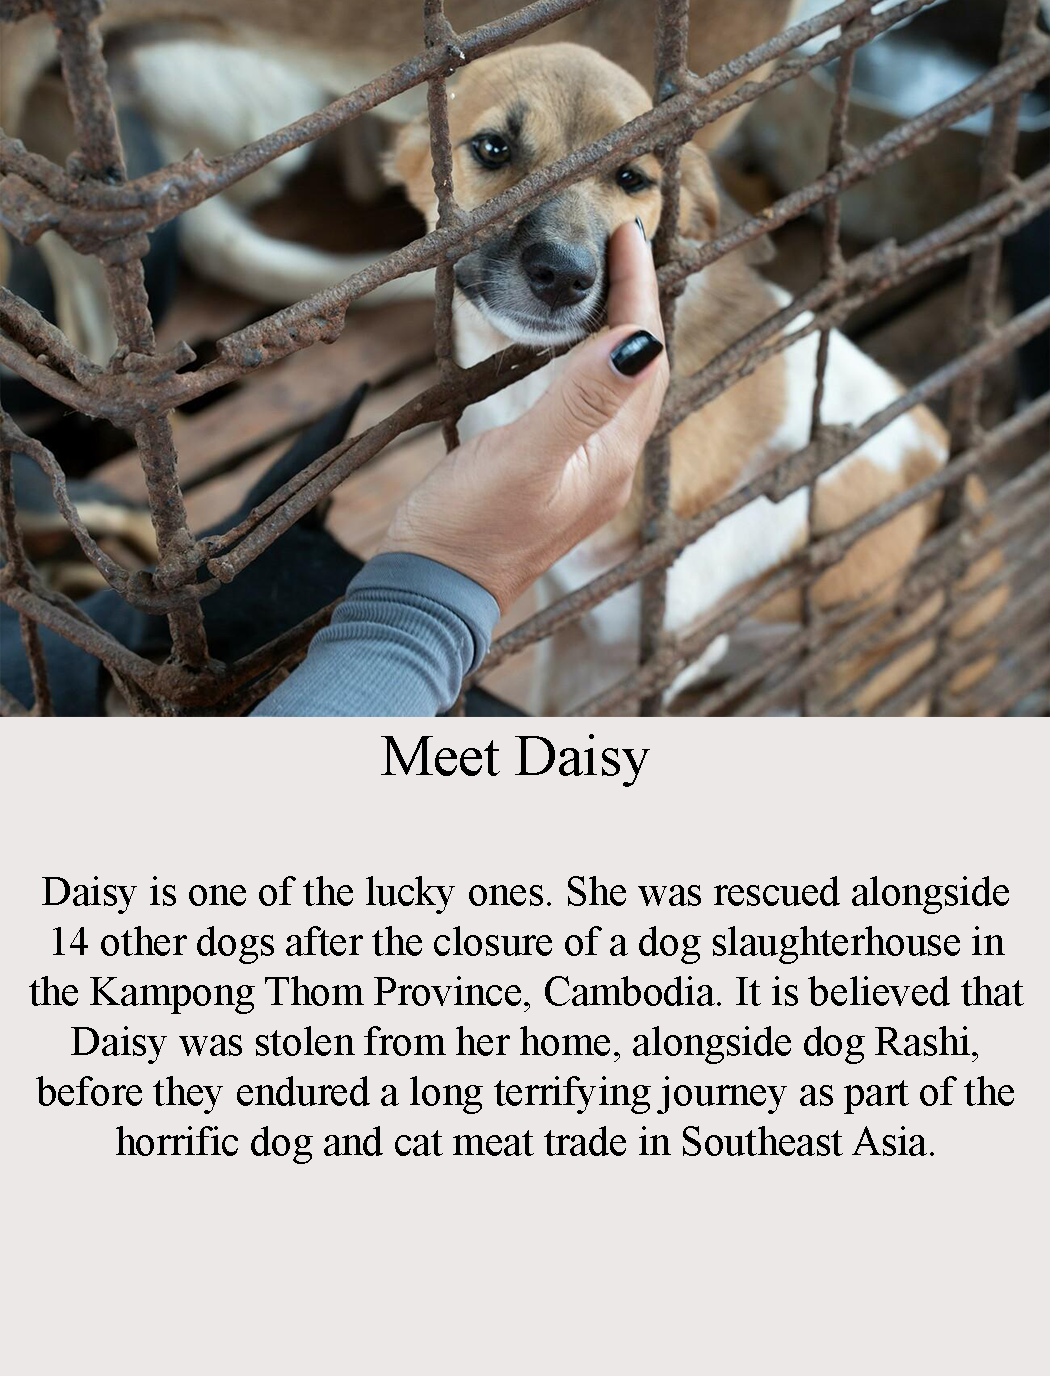 Meet Daisy
Daisy is one of the lucky ones. She was rescued alongside
14 other dogs after the closure of a dog slaughterhouse in
the Kampong Thom Province, Cambodia. It is believed that
Daisy was stolen from her home, alongside dog Rashi,
before they endured a long terrifying journey as part of the
horrific dog and cat meat trade in Southeast Asia.